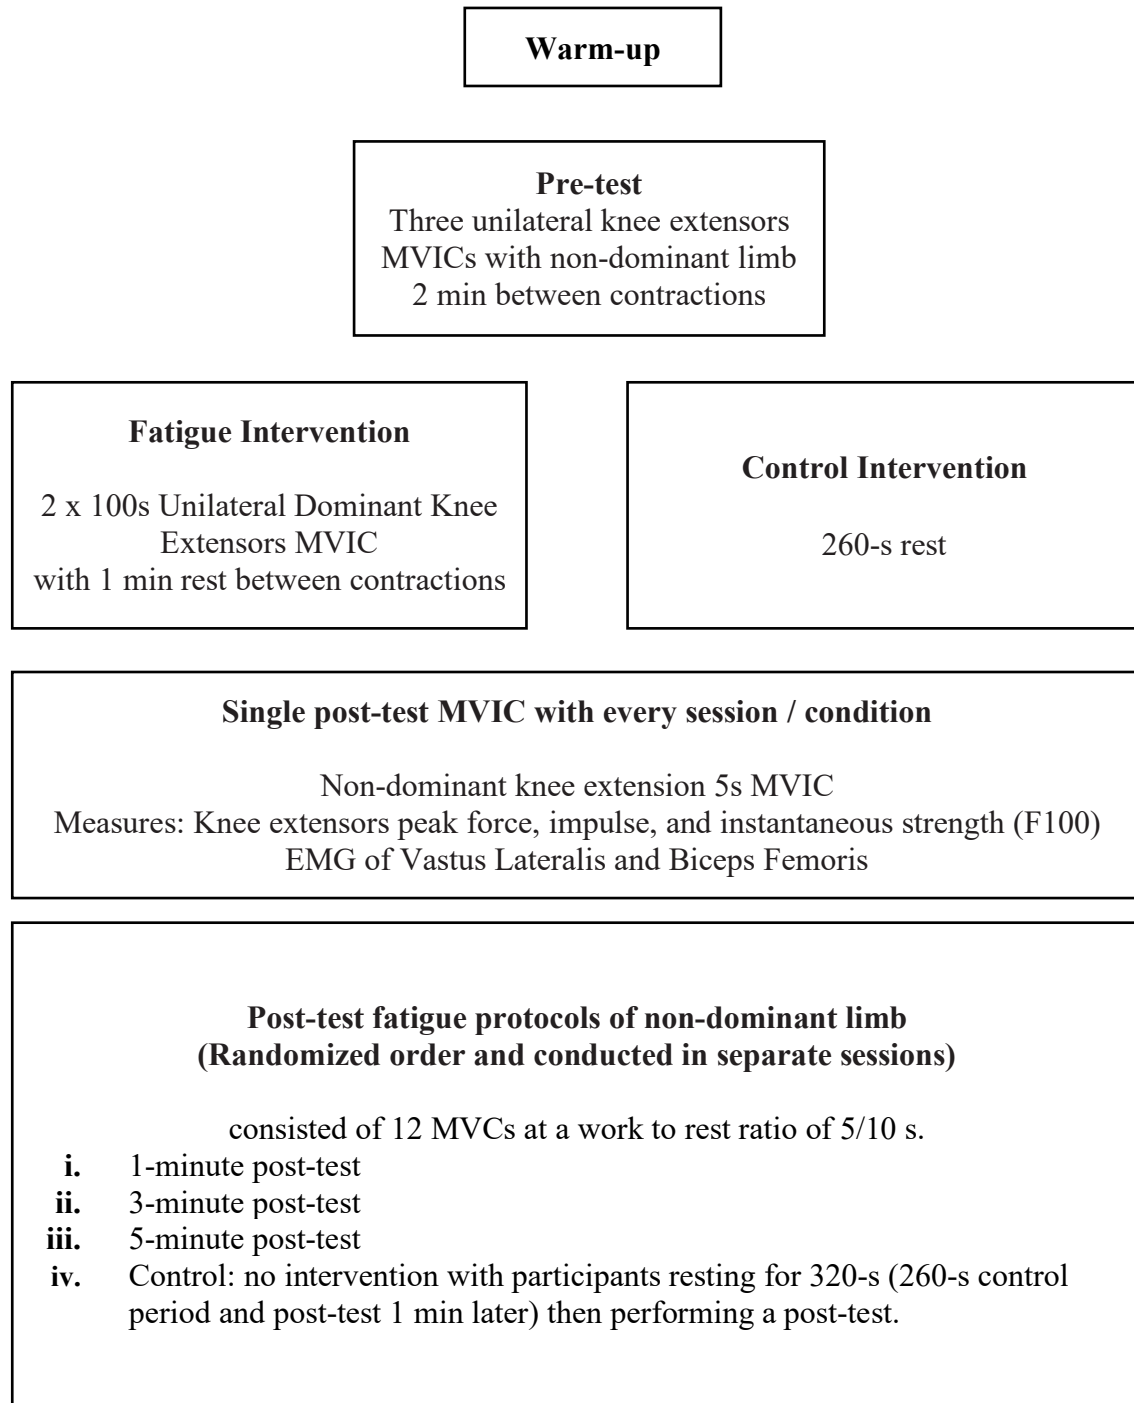 Warm-up
Pre-test
Three unilateral knee extensors
MVICs with non-dominant limb
2 min between contractions
Fatigue Intervention
2 x 100s Unilateral Dominant Knee
Extensors MVIC
with 1 min rest between contractions
Control Intervention
260-s rest
Single post-test MVIC with every session / condition
Non-dominant knee extension 5s MVIC
Measures: Knee extensors peak force, impulse, and instantaneous strength (F100)
EMG of Vastus Lateralis and Biceps Femoris
Post-test fatigue protocols of non-dominant limb
(Randomized order and conducted in separate sessions)
consisted of 12 MVCs at a work to rest ratio of 5/10 s.
i. 1-minute post-test
ii. 3-minute post-test
iii. 5-minute post-test
iv. Control: no intervention with participants resting for 320-s (260-s control
period and post-test 1 min later) then performing a post-test.